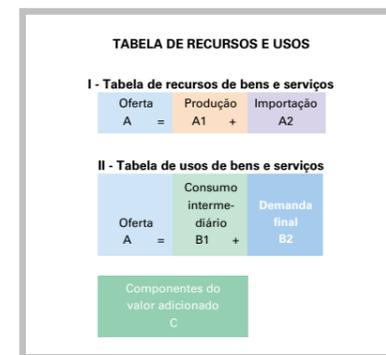 TABELA DE RECURSOS E USOS
I - Tabela de recursos de bens e serviços
Oferta Produção Importação
A = A1 + A2
II - Tabela de usos de bens e serviços
Consumo
interme- Demanda
Oferta diário final
A = B1 + B2
Componentes do
valor adicionado
C